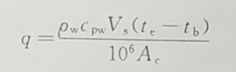 q = \frac{\rho_w c_{pw} V_s (t_e - t_b)}{10^6 A_c}